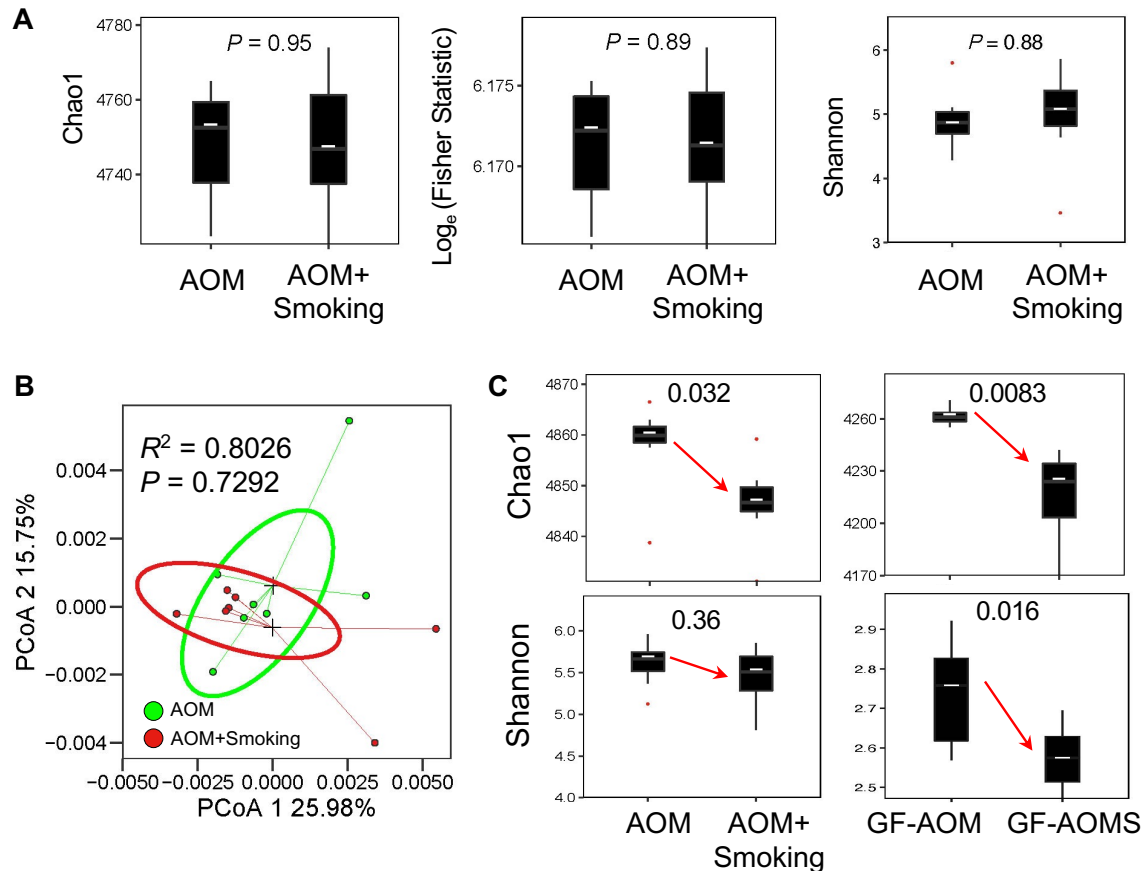 A
Chao1
4780
4760
4740
P = 0.95
AOM
AOM+
Smoking
Logₑ (Fisher Statistic)
6.175
6.170
P = 0.89
AOM
AOM+
Smoking
Shannon
6
5
4
3
P = 0.88
AOM
AOM+
Smoking
B
R² = 0.8026
P = 0.7292
PCoA 2 15.75%
0.004
0.002
0.000
−0.002
−0.004
AOM
AOM+Smoking
−0.0050 −0.0025 0.0000 0.0025 0.0050
PCoA 1 25.98%
C
Chao1
4870
4860
4850
4840
0.032
4260
4230
4200
4170
0.0083
Shannon
6.0
5.5
5.0
4.0
0.36
AOM
AOM+
Smoking
2.9
2.8
2.7
2.6
2.5
0.016
GF-AOM GF-AOMS